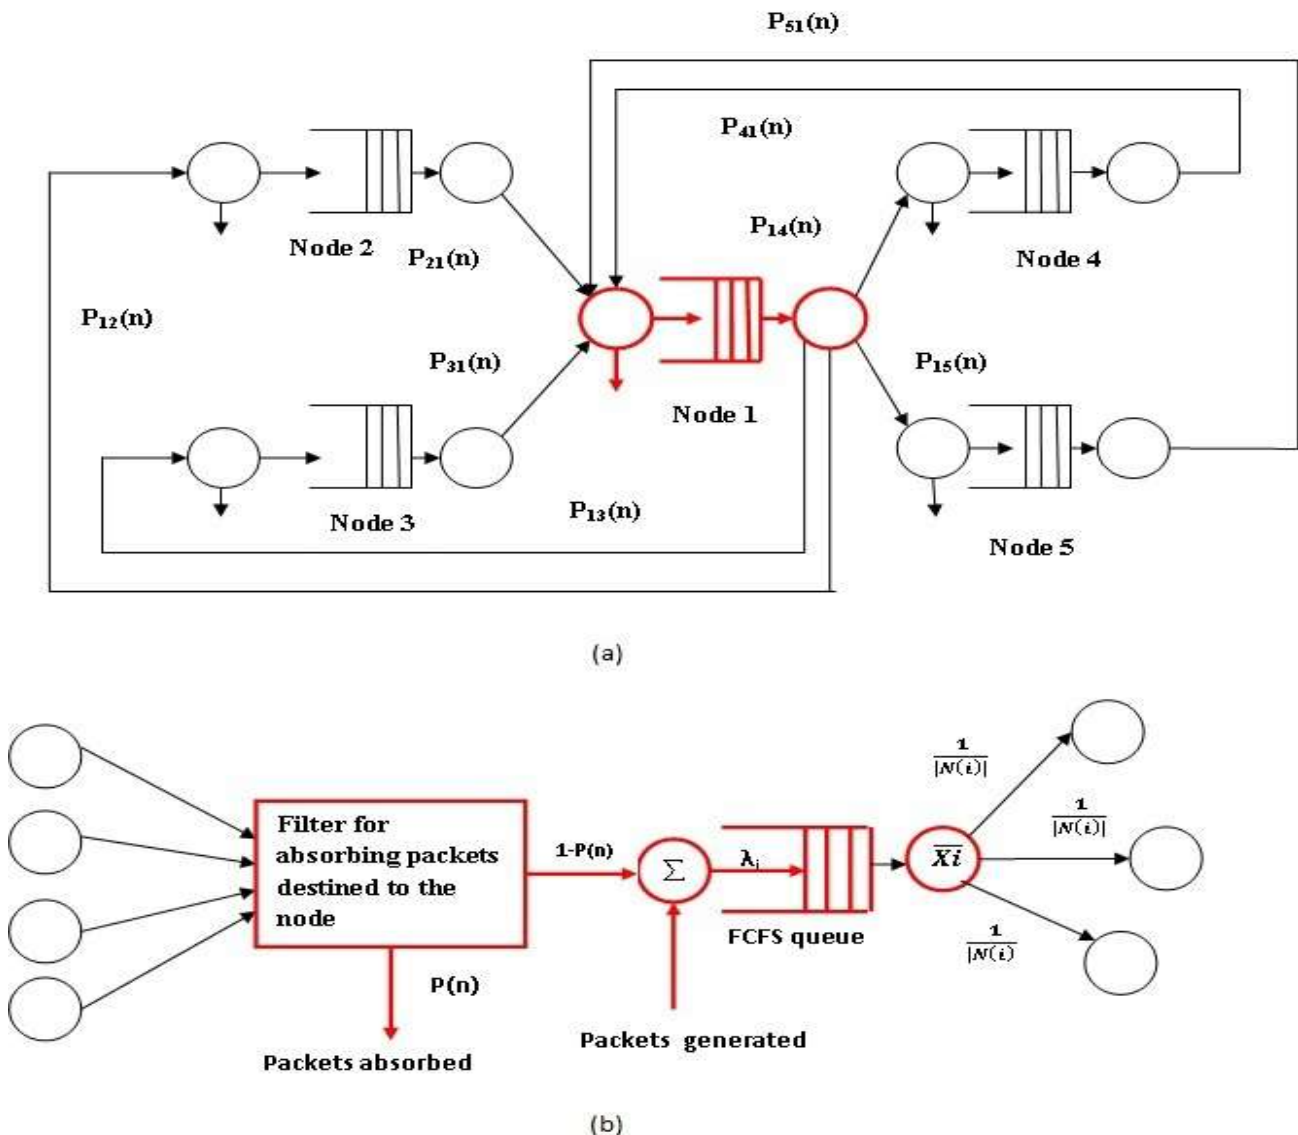 P₅₁(n)
P₄₁(n)
P₁₄(n)
Node 2
P₂₁(n)
Node 4
P₁₂(n)
P₃₁(n)
P₁₅(n)
Node 1
Node 3
P₁₃(n)
Node 5
(a)
1/|N(i)|
1/|N(i)|
Filter for
absorbing packets
destined to the
node
1-P(n)
Σ
λᵢ
X̅i
FCFS queue
1/|N(i)
P(n)
Packets generated
Packets absorbed
(b)